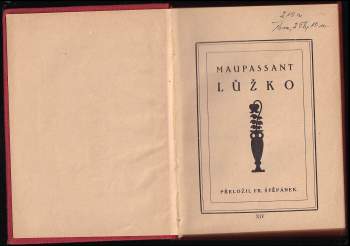 MAUPASSANT
LŮŽKO
PŘELOŽIL FR. ŠTĚPÁNEK
XIV